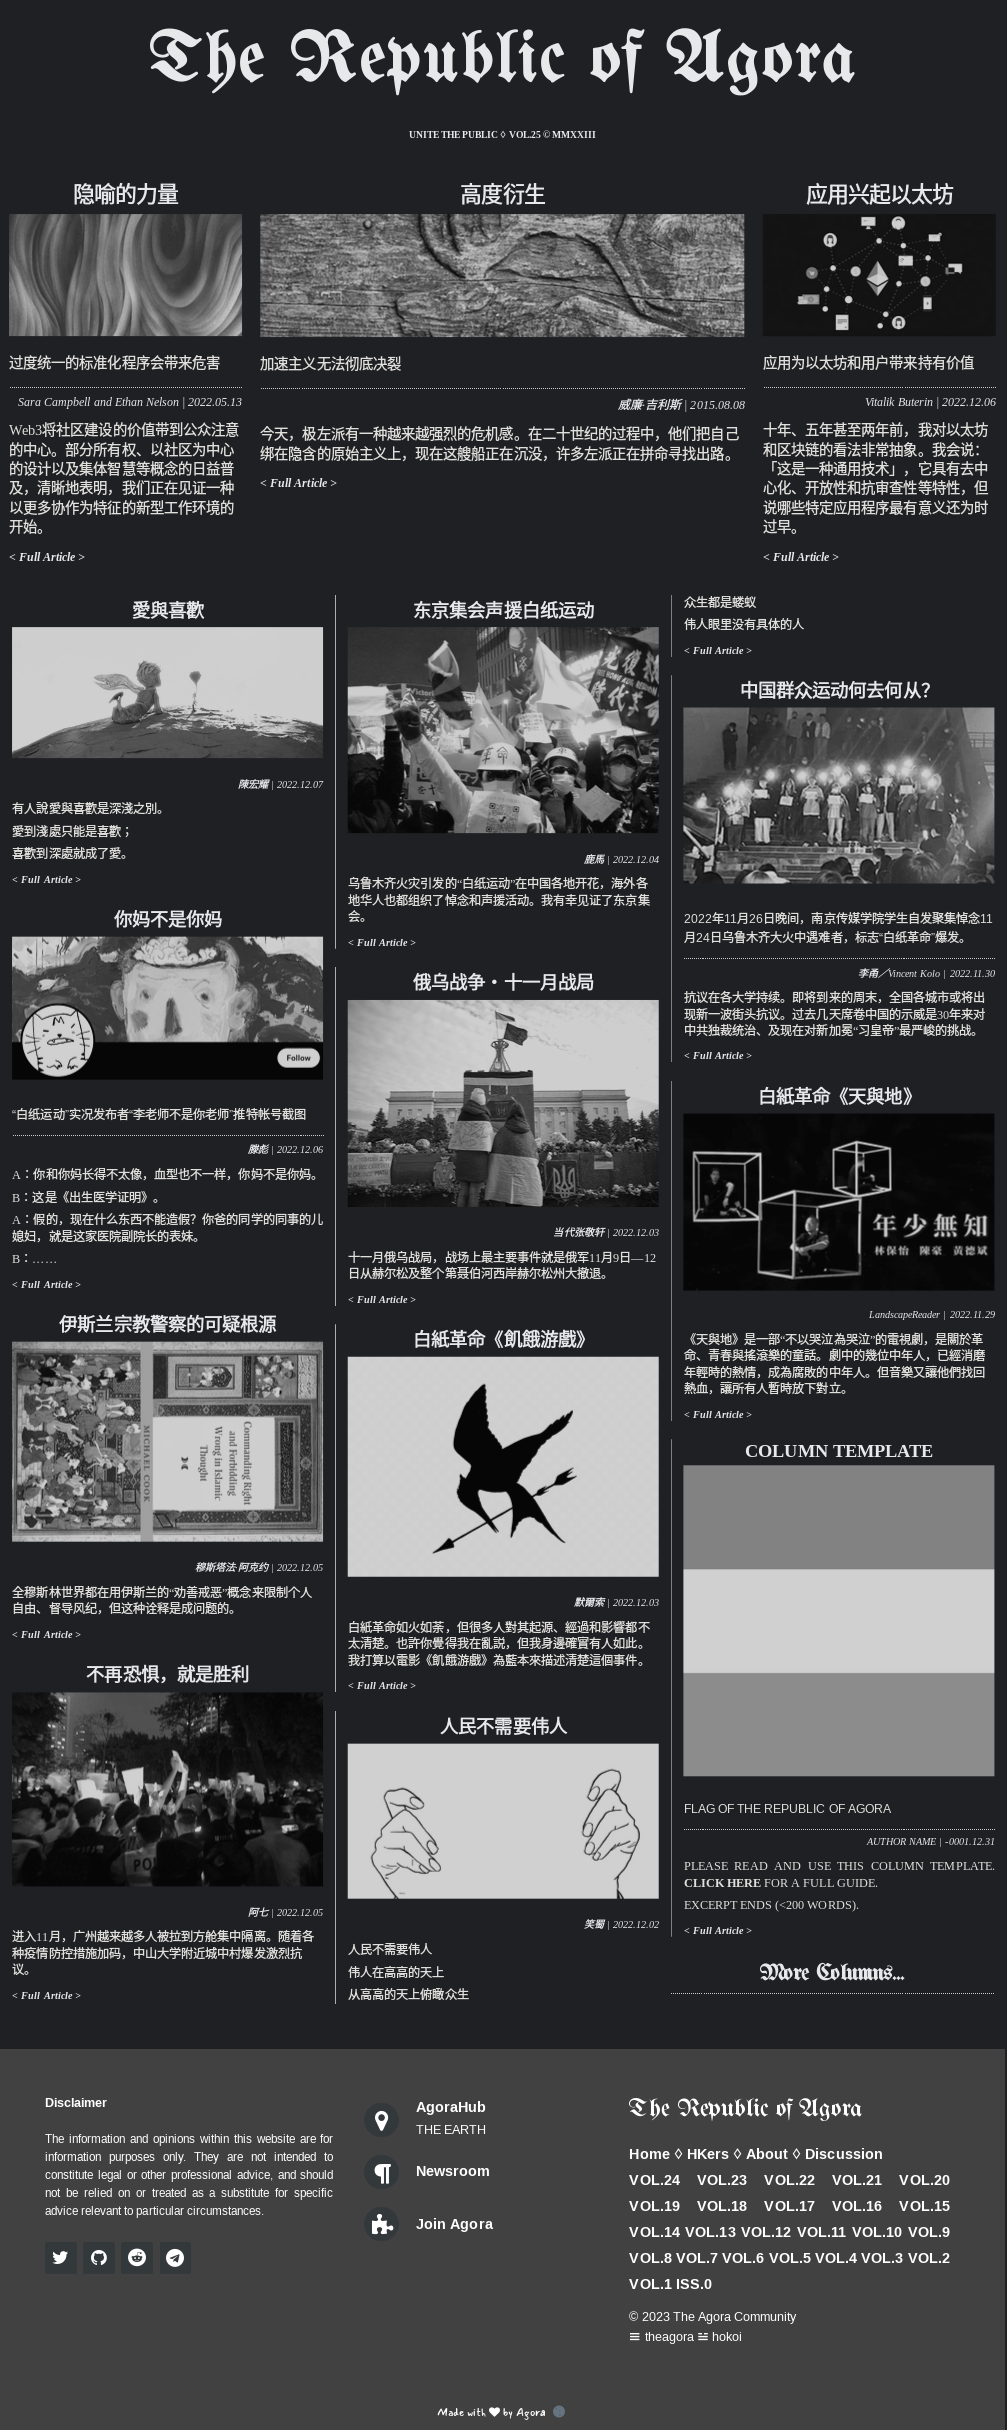 The Republic of Agora
UNITE THE PUBLIC ◊ VOL.25 © MMXXIII
隐喻的力量
过度统一的标准化程序会带来危害
Sara Campbell and Ethan Nelson | 2022.05.13
Web3将社区建设的价值带到公众注意
的中心。部分所有权、以社区为中心
的设计以及集体智慧等概念的日益普
及，清晰地表明，我们正在见证一种
以更多协作为特征的新型工作环境的
开始。
< Full Article >
高度衍生
加速主义无法彻底决裂
威廉·吉利斯 | 2015.08.08
今天，极左派有一种越来越强烈的危机感。在二十世纪的过程中，他们把自己
绑在隐含的原始主义上，现在这艘船正在沉没，许多左派正在拼命寻找出路。
< Full Article >
应用兴起以太坊
应用为以太坊和用户带来持有价值
Vitalik Buterin | 2022.12.06
十年、五年甚至两年前，我对以太坊
和区块链的看法非常抽象。我会说：
「这是一种通用技术」，它具有去中
心化、开放性和抗审查性等特性，但
说哪些特定应用程序最有意义还为时
过早。
< Full Article >
愛與喜歡
陳宏耀 | 2022.12.07
有人說愛與喜歡是深淺之別。
愛到淺處只能是喜歡；
喜歡到深處就成了愛。
< Full Article >
你妈不是你妈
Follow
“白纸运动”实况发布者“李老师不是你老师”推特帐号截图
滕彪 | 2022.12.06
A：你和你妈长得不太像，血型也不一样，你妈不是你妈。
B：这是《出生医学证明》。
A：假的，现在什么东西不能造假？你爸的同学的同事的儿
媳妇，就是这家医院副院长的表妹。
B：……
< Full Article >
伊斯兰宗教警察的可疑根源
MICHAEL COOK
Commanding Right
and Forbidding
Wrong in Islamic
Thought
穆斯塔法·阿克约 | 2022.12.05
全穆斯林世界都在用伊斯兰的“劝善戒恶”概念来限制个人
自由、督导风纪，但这种诠释是成问题的。
< Full Article >
不再恐惧，就是胜利
阿七 | 2022.12.05
进入11月，广州越来越多人被拉到方舱集中隔离。随着各
种疫情防控措施加码，中山大学附近城中村爆发激烈抗
议。
< Full Article >
东京集会声援白纸运动
鹿馬 | 2022.12.04
乌鲁木齐火灾引发的“白纸运动”在中国各地开花，海外各
地华人也都组织了悼念和声援活动。我有幸见证了东京集
会。
< Full Article >
俄乌战争・十一月战局
当代张敬轩 | 2022.12.03
十一月俄乌战局，战场上最主要事件就是俄军11月9日—12
日从赫尔松及整个第聂伯河西岸赫尔松州大撤退。
< Full Article >
白紙革命《飢餓游戲》
默爾索 | 2022.12.03
白紙革命如火如荼，但很多人對其起源、經過和影響都不
太清楚。也許你覺得我在亂説，但我身邊確實有人如此。
我打算以電影《飢餓游戲》為藍本來描述清楚這個事件。
< Full Article >
人民不需要伟人
笑蜀 | 2022.12.02
人民不需要伟人
伟人在高高的天上
从高高的天上俯瞰众生
众生都是蝼蚁
伟人眼里没有具体的人
< Full Article >
中国群众运动何去何从？
2022年11月26日晚间，南京传媒学院学生自发聚集悼念11
月24日乌鲁木齐大火中遇难者，标志“白纸革命”爆发。
李甬／Vincent Kolo | 2022.11.30
抗议在各大学持续。即将到来的周末，全国各城市或将出
现新一波街头抗议。过去几天席卷中国的示威是30年来对
中共独裁统治、及现在对新加冕“习皇帝”最严峻的挑战。
< Full Article >
白紙革命《天與地》
年少無知
林保怡 陳豪 黃德斌
LandscapeReader | 2022.11.29
《天與地》是一部“不以哭泣為哭泣”的電視劇，是關於革
命、青春與搖滾樂的童話。劇中的幾位中年人，已經消磨
年輕時的熱情，成為腐敗的中年人。但音樂又讓他們找回
熱血，讓所有人暫時放下對立。
< Full Article >
COLUMN TEMPLATE
FLAG OF THE REPUBLIC OF AGORA
AUTHOR NAME | -0001.12.31
PLEASE READ AND USE THIS COLUMN TEMPLATE.
CLICK HERE FOR A FULL GUIDE.
EXCERPT ENDS (<200 WORDS).
< Full Article >
More Columns...
Disclaimer
The information and opinions within this website are for
information purposes only. They are not intended to
constitute legal or other professional advice, and should
not be relied on or treated as a substitute for specific
advice relevant to particular circumstances.
AgoraHub
THE EARTH
Newsroom
Join Agora
The Republic of Agora
Home ◊ HKers ◊ About ◊ Discussion
VOL.24 VOL.23 VOL.22 VOL.21 VOL.20
VOL.19 VOL.18 VOL.17 VOL.16 VOL.15
VOL.14 VOL.13 VOL.12 VOL.11 VOL.10 VOL.9
VOL.8 VOL.7 VOL.6 VOL.5 VOL.4 VOL.3 VOL.2
VOL.1 ISS.0
© 2023 The Agora Community
𝌆 theagora 𝌡 hokoi
Made with ♥ by Agora